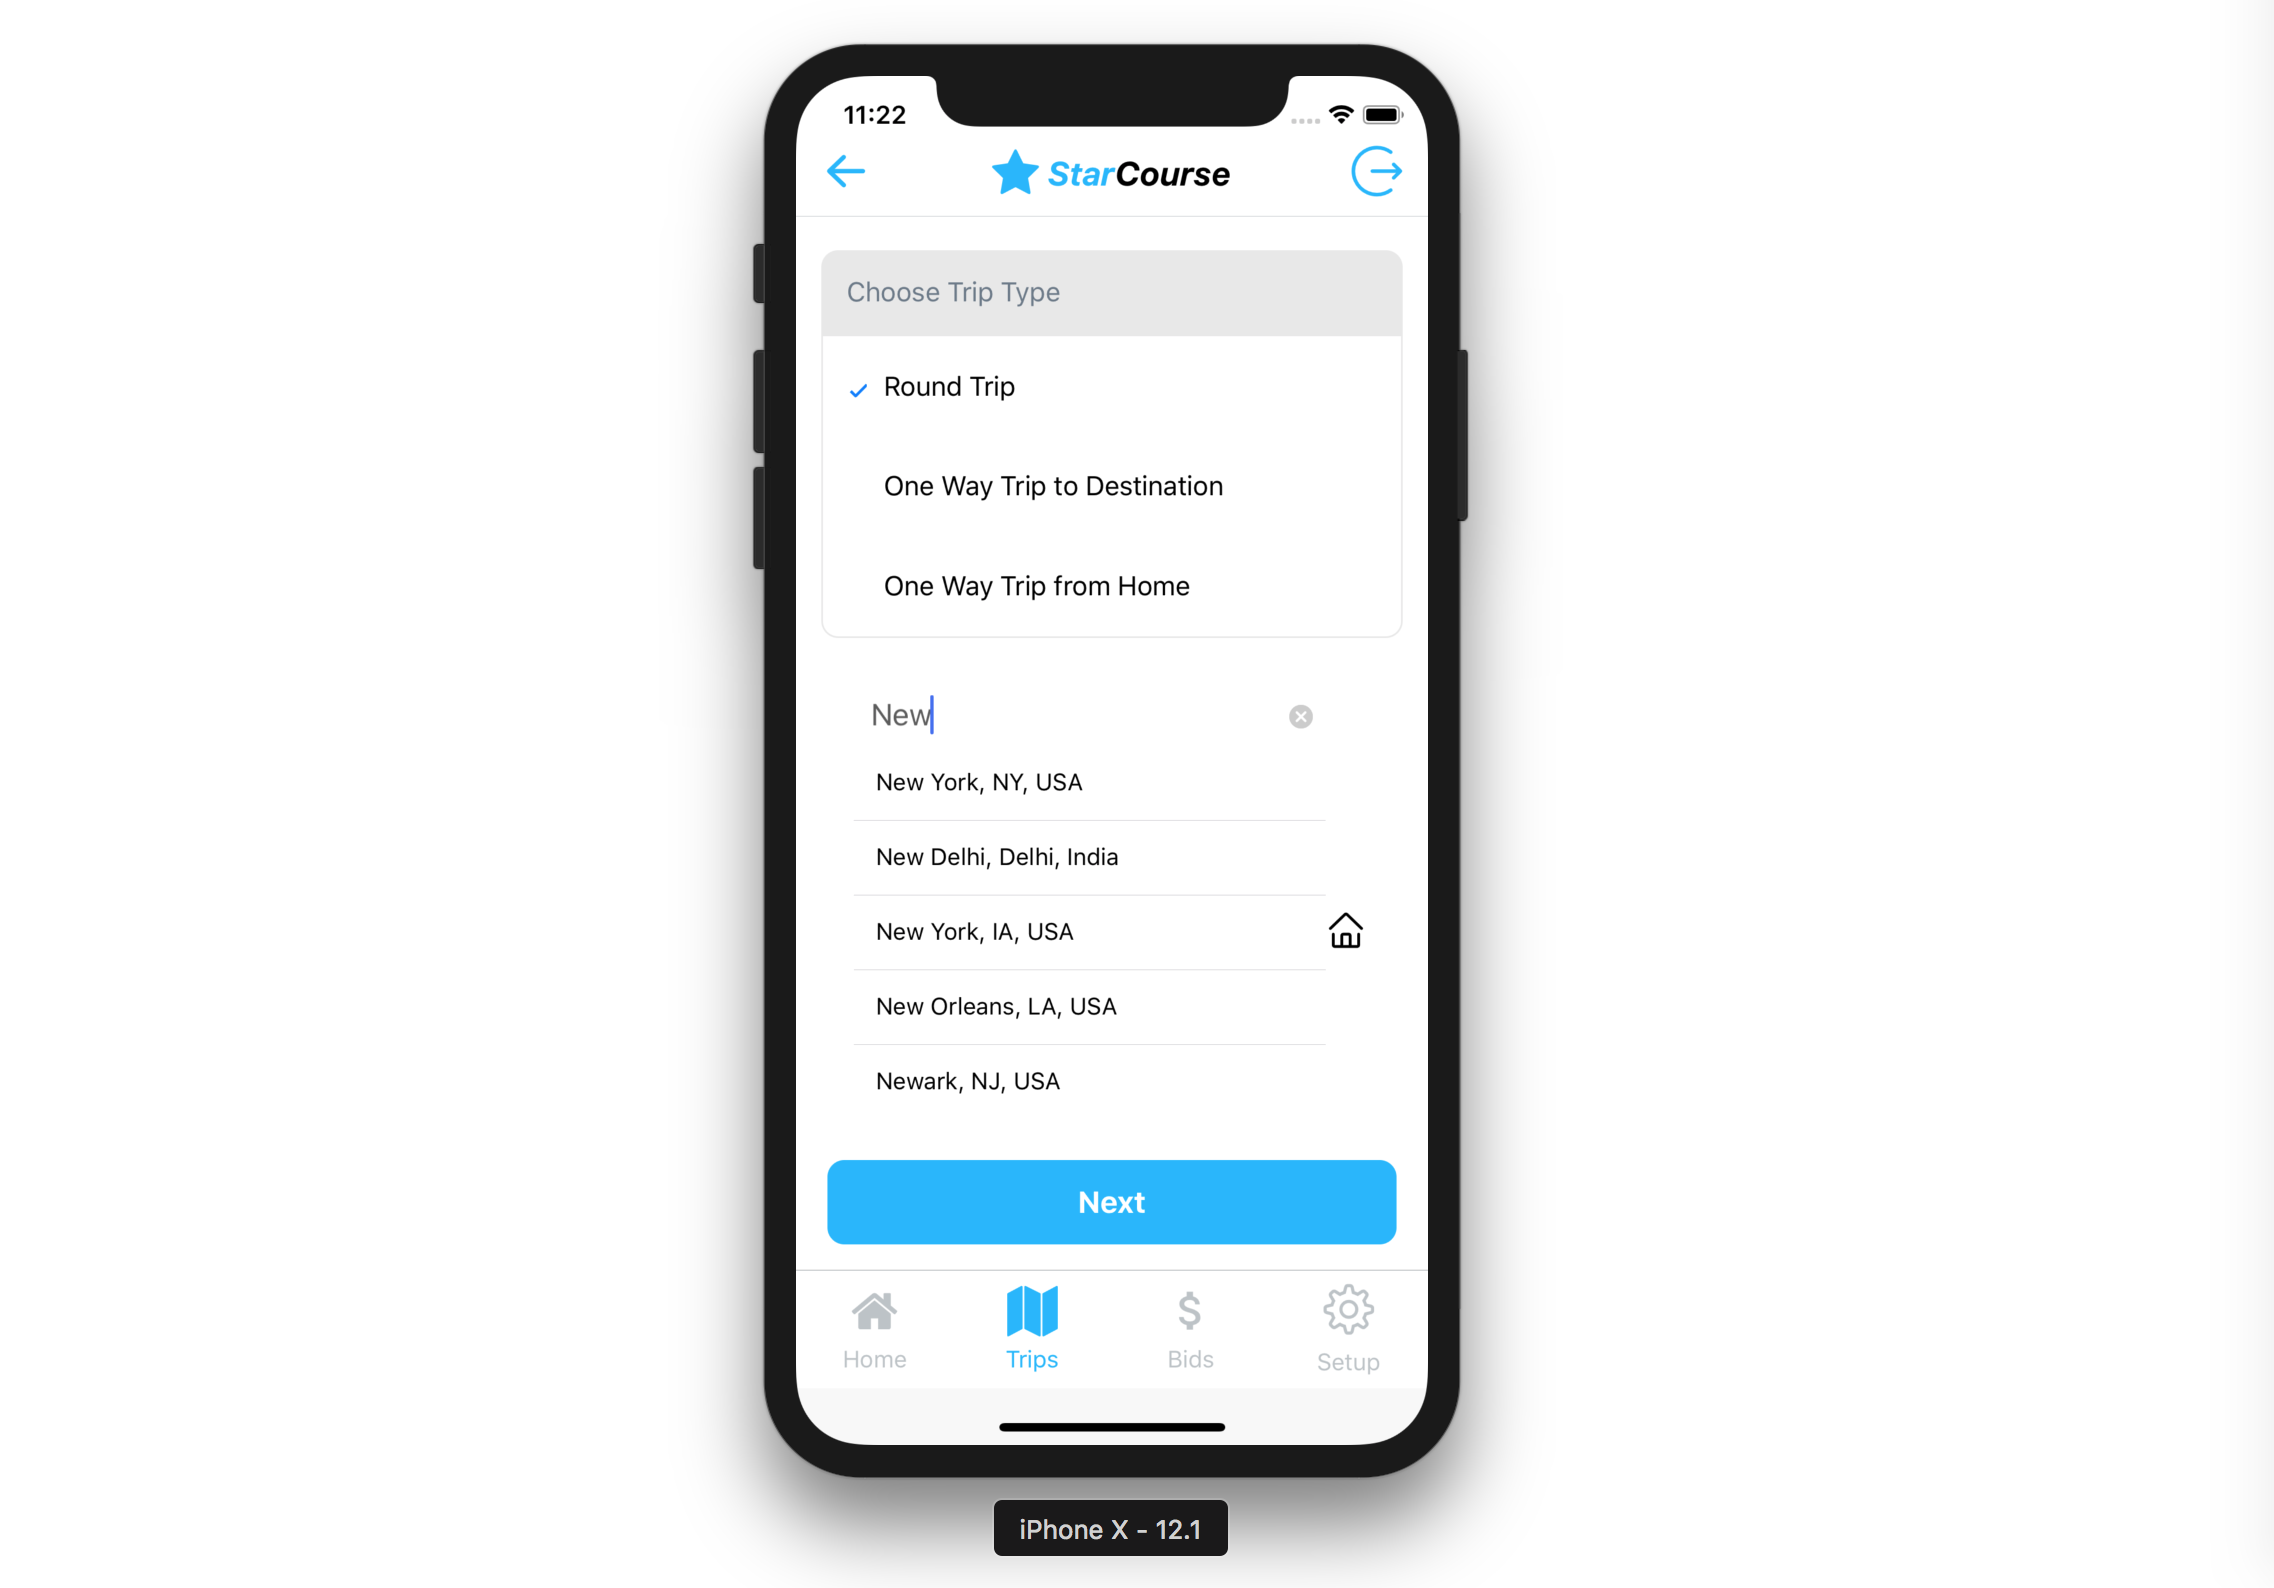 11:22
StarCourse
Choose Trip Type
Round Trip
One Way Trip to Destination
One Way Trip from Home
New
New York, NY, USA
New Delhi, Delhi, India
New York, IA, USA
New Orleans, LA, USA
Newark, NJ, USA
Next
Home Trips Bids Setup
iPhone X - 12.1